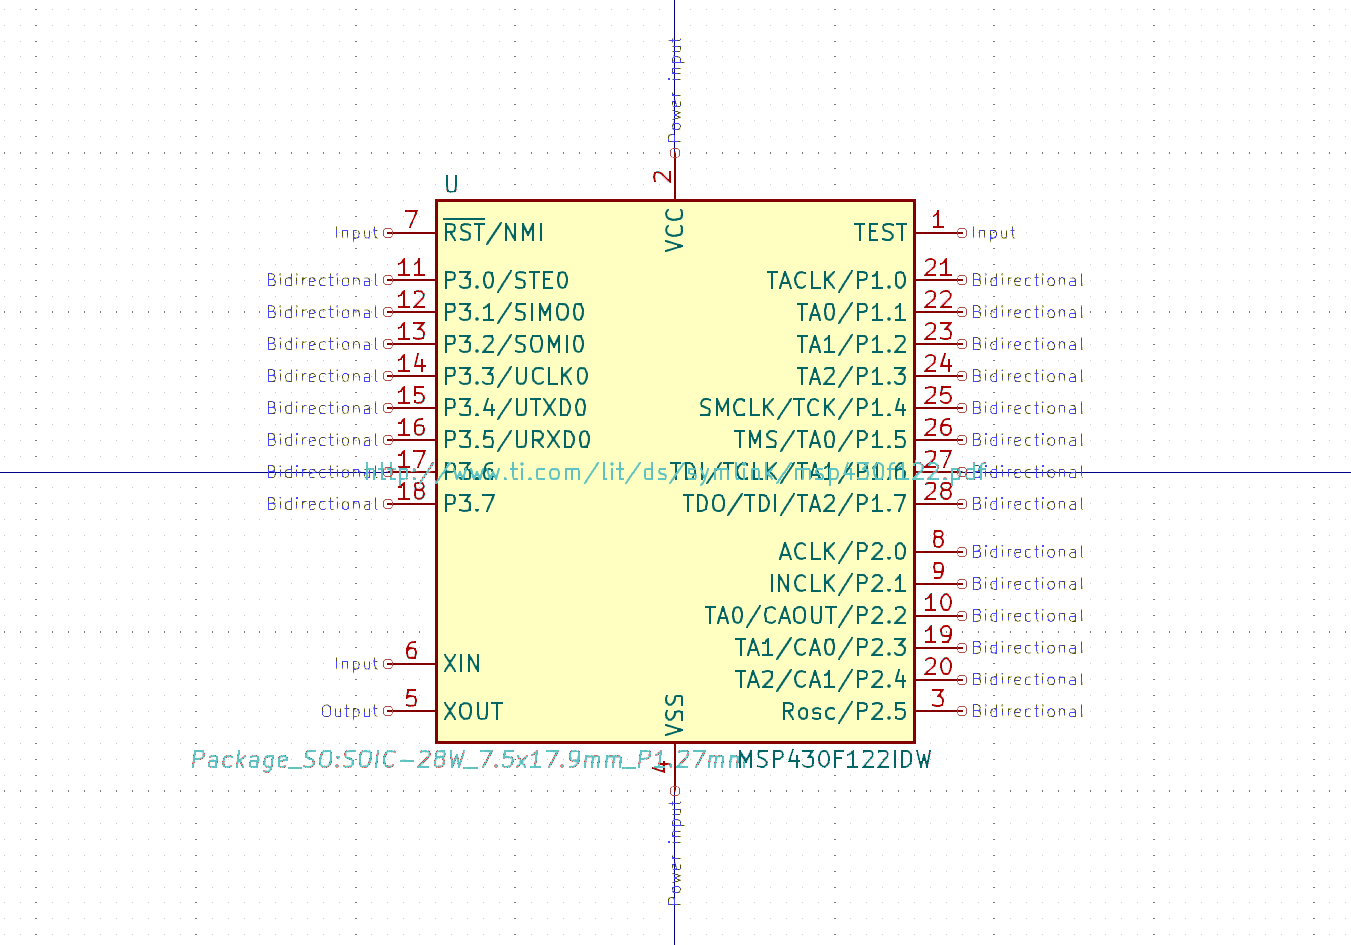 Power input
2
VCC
U
Input 7 RST/NMI TEST 1 Input
Bidirectional 11 P3.0/STE0 TACLK/P1.0 21 Bidirectional
Bidirectional 12 P3.1/SIMO0 TA0/P1.1 22 Bidirectional
Bidirectional 13 P3.2/SOMI0 TA1/P1.2 23 Bidirectional
Bidirectional 14 P3.3/UCLK0 TA2/P1.3 24 Bidirectional
Bidirectional 15 P3.4/UTXD0 SMCLK/TCK/P1.4 25 Bidirectional
Bidirectional 16 P3.5/URXD0 TMS/TA0/P1.5 26 Bidirectional
Bidirectional 17 P3.6 TDI/TCLK/TA1/P1.6 27 Bidirectional
http://www.ti.com/lit/ds/symlink/msp430f122.pdf
Bidirectional 18 P3.7 TDO/TDI/TA2/P1.7 28 Bidirectional
ACLK/P2.0 8 Bidirectional
INCLK/P2.1 9 Bidirectional
TA0/CAOUT/P2.2 10 Bidirectional
TA1/CA0/P2.3 19 Bidirectional
Input 6 XIN TA2/CA1/P2.4 20 Bidirectional
Output 5 XOUT Rosc/P2.5 3 Bidirectional
VSS
Package_SO:SOIC-28W_7.5x17.9mm_P1.27mm MSP430F122IDW
4
Power input